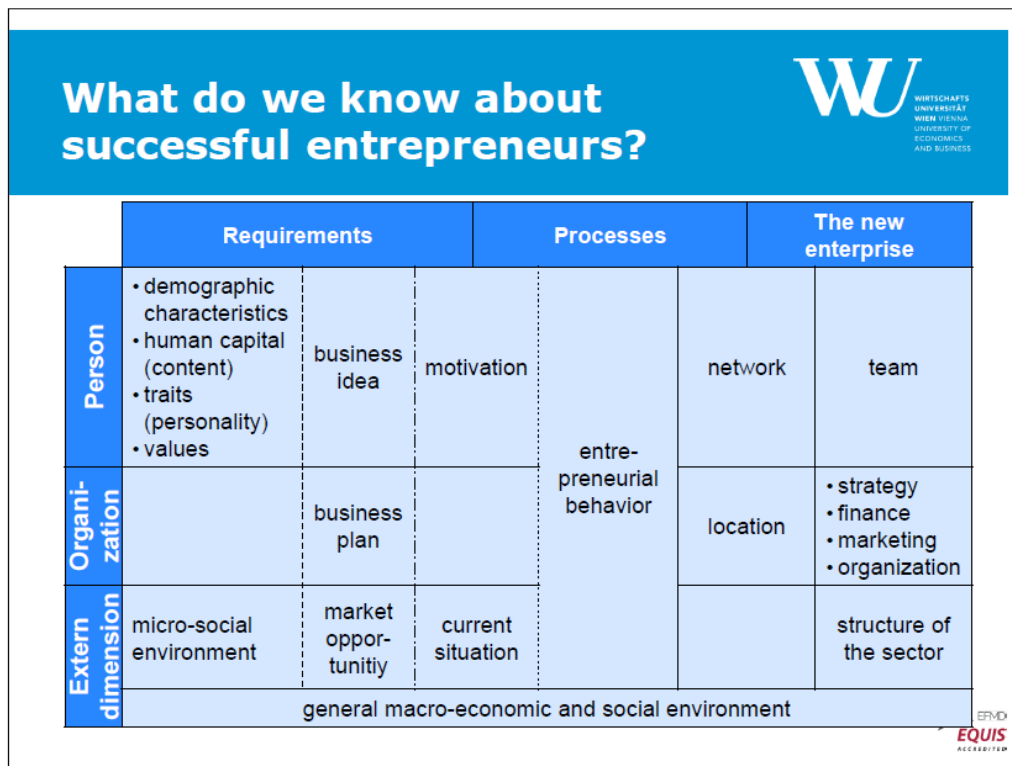 What do we know about
successful entrepreneurs?
WU
WIRTSCHAFTS
UNIVERSITÄT
WIEN VIENNA
UNIVERSITY OF
ECONOMICS
AND BUSINESS
Requirements
Processes
The new
enterprise
Person
• demographic
characteristics
• human capital
(content)
• traits
(personality)
• values
business
idea
motivation
entre-
preneurial
behavior
network
team
Organi-
zation
business
plan
location
• strategy
• finance
• marketing
• organization
Extern
dimension
micro-social
environment
market
oppor-
tunitiy
current
situation
structure of
the sector
general macro-economic and social environment
EFMD
EQUIS
ACCREDITED